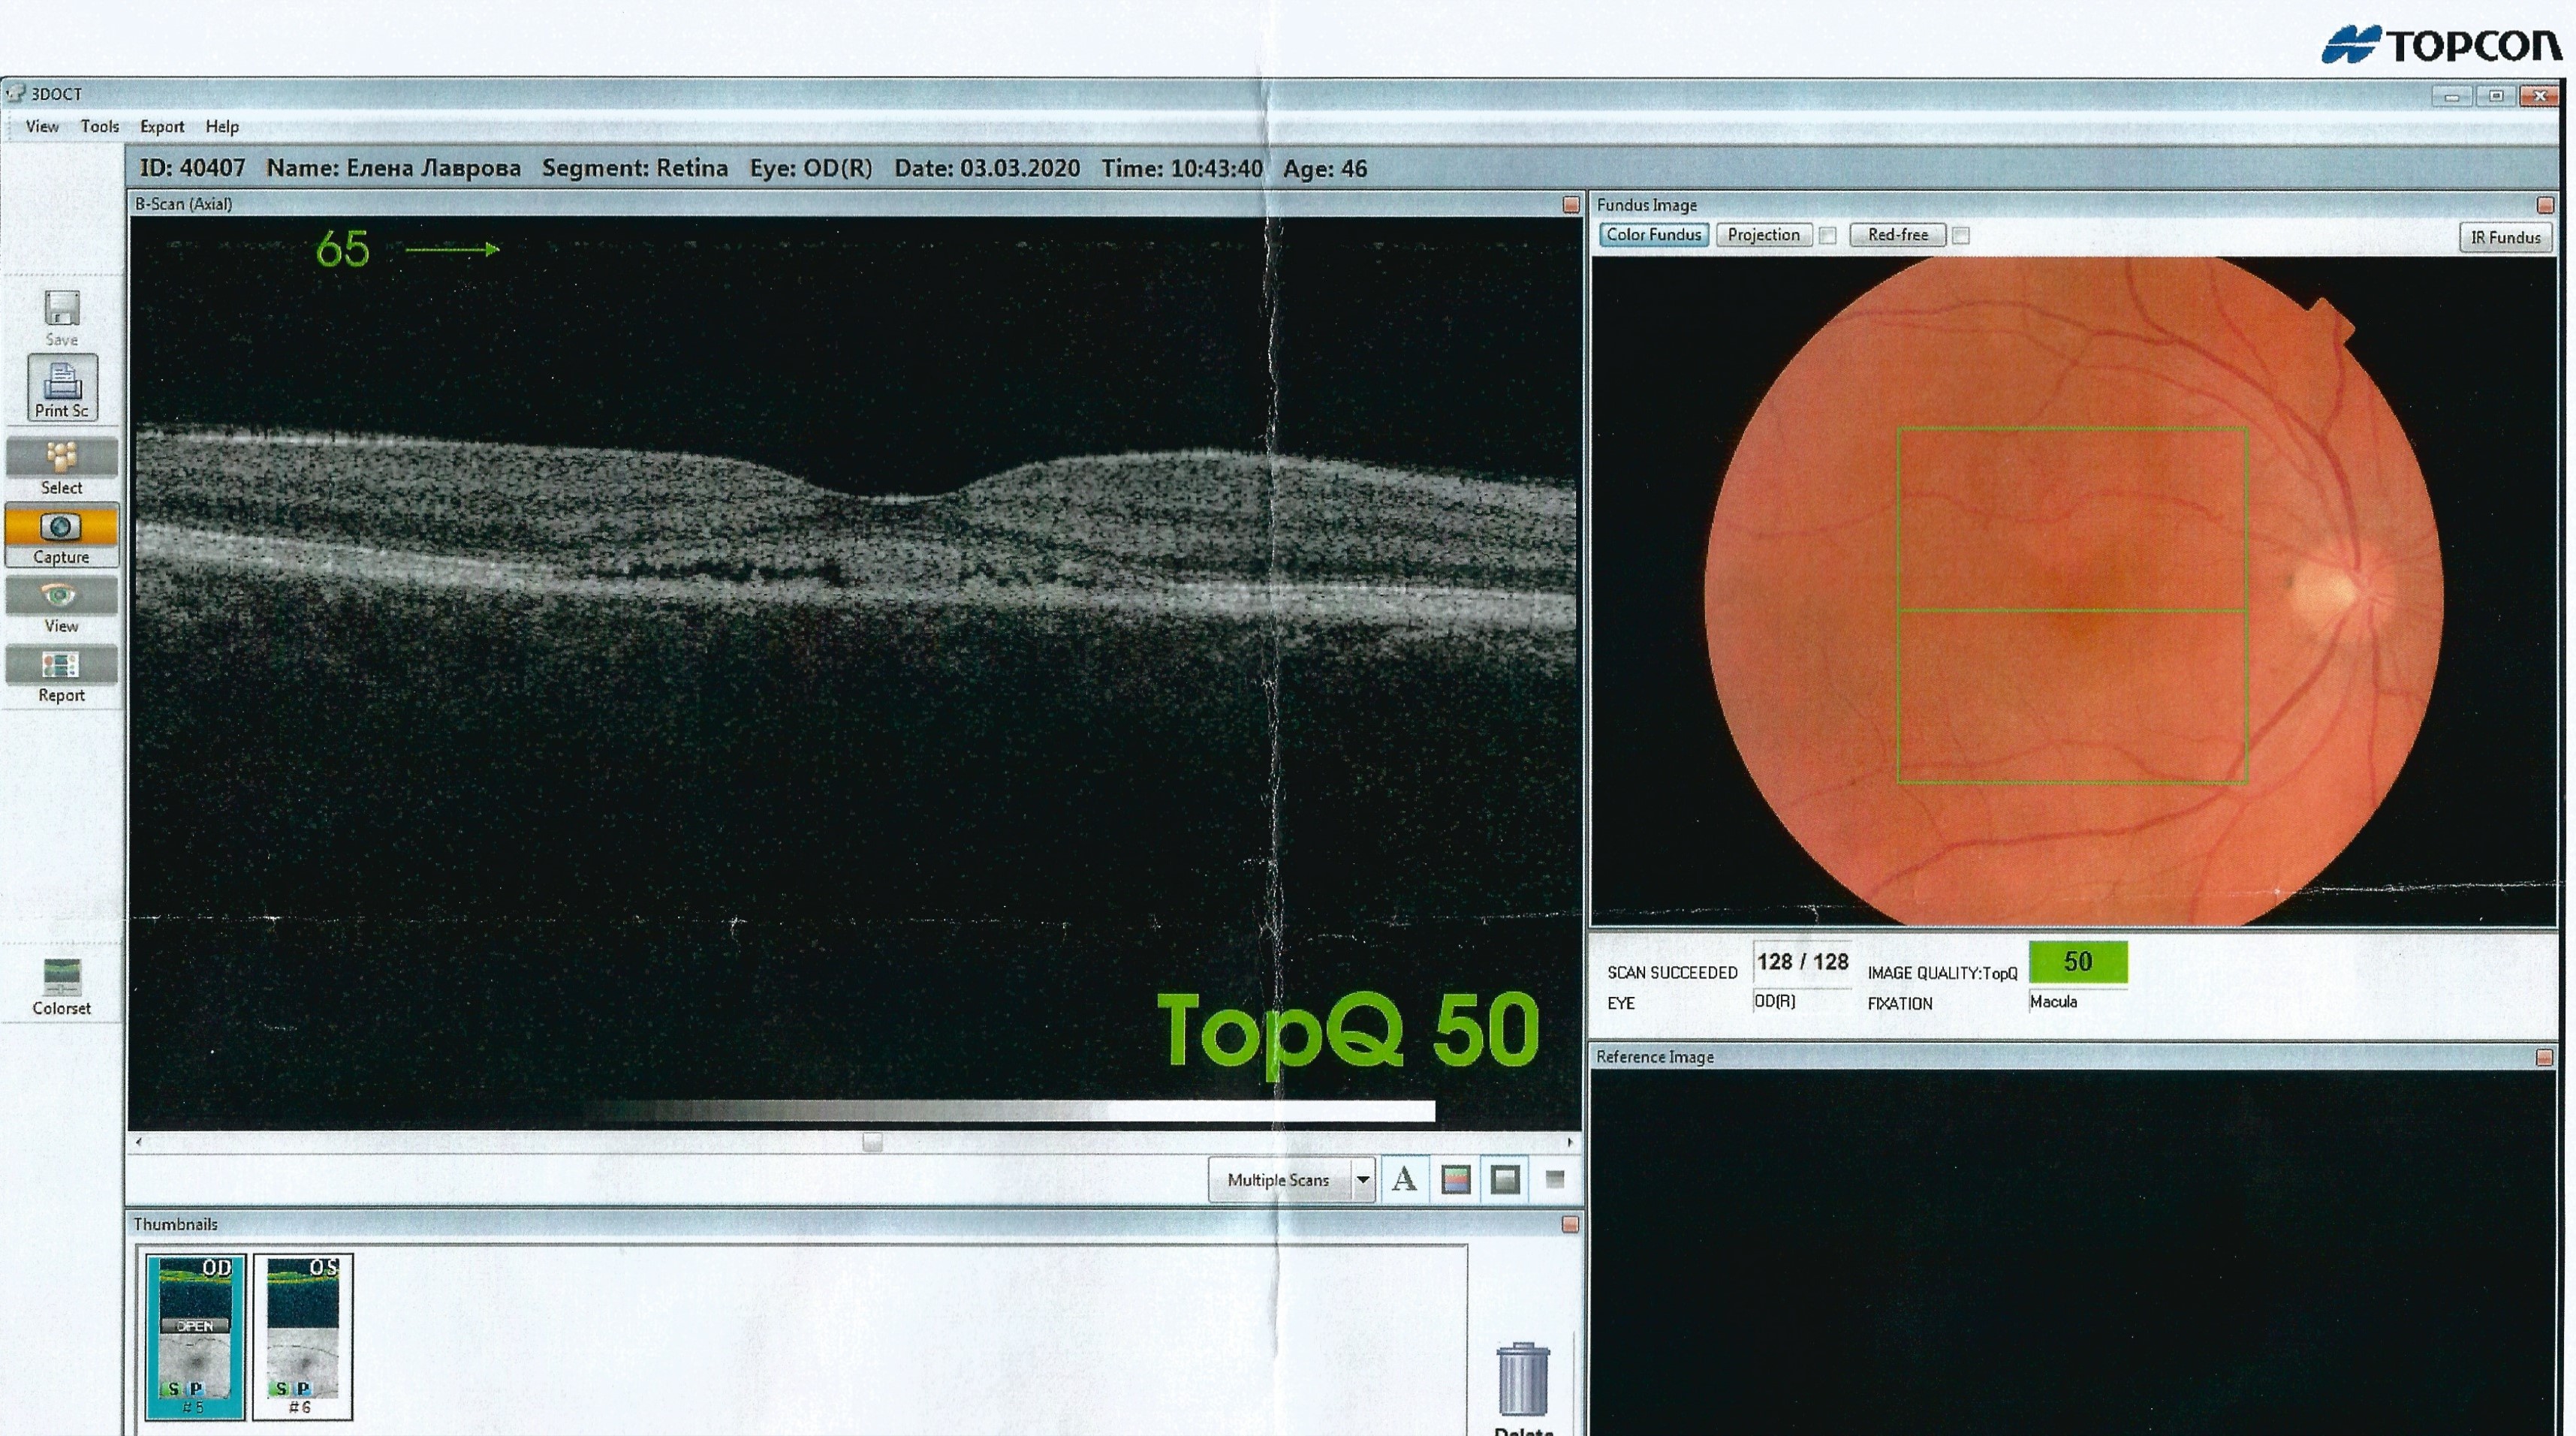 TOPCON
3DOCT
View Tools Export Help
ID: 40407 Name: Елена Лаврова Segment: Retina Eye: OD(R) Date: 03.03.2020 Time: 10:43:40 Age: 46
B-Scan (Axial)
65
Save
Print Sc
Select
Capture
View
Report
Colorset
TopQ 50
Multiple Scans
A
Fundus Image
Color Fundus Projection Red-free IR Fundus
SCAN SUCCEEDED 128 / 128 IMAGE QUALITY:TopQ 50
EYE OD(R) FIXATION Macula
Reference Image
Thumbnails
OD OS
OPEN
S P S P
#5 #6
Delete